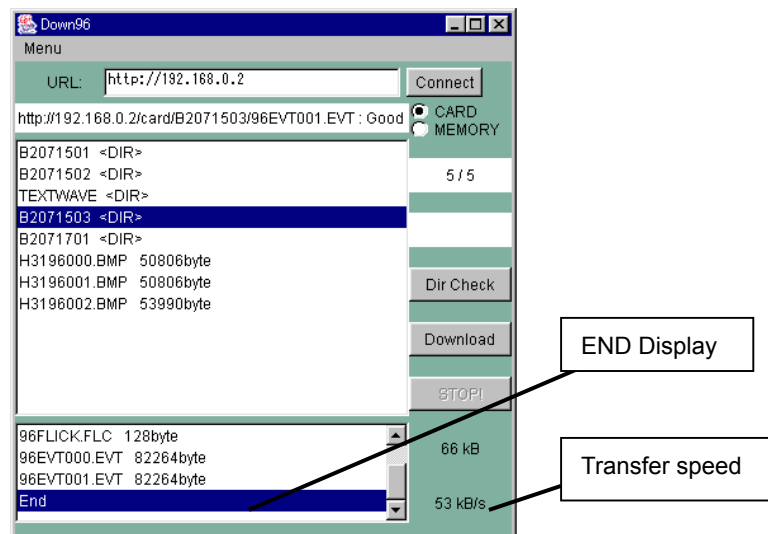 Down96
Menu
URL: http://192.168.0.2 Connect
http://192.168.0.2/card/B2071503/96EVT001.EVT : Good
CARD
MEMORY
B2071501 <DIR>
B2071502 <DIR>
TEXTWAVE <DIR>
B2071503 <DIR>
B2071701 <DIR>
H3196000.BMP 50806byte
H3196001.BMP 50806byte
H3196002.BMP 53990byte
5 / 5
Dir Check
Download
STOP!
96FLICK.FLC 128byte
96EVT000.EVT 82264byte
96EVT001.EVT 82264byte
End
66 kB
53 kB/s
END Display
Transfer speed